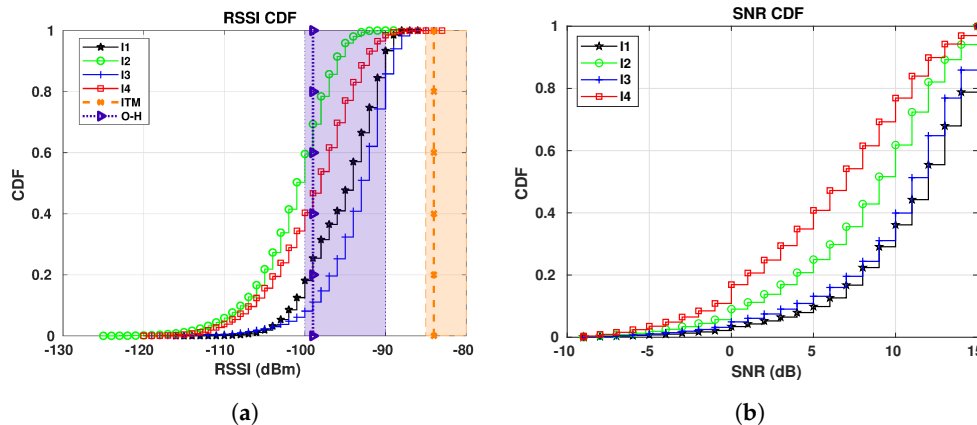 RSSI CDF
1
0.8
0.6
0.4
0.2
0
CDF
I1
I2
I3
I4
ITM
O-H
-130
-120
-110
-100
-90
-80
RSSI (dBm)
(a)
SNR CDF
1
0.8
0.6
0.4
0.2
0
CDF
I1
I2
I3
I4
-10
-5
0
5
10
15
SNR (dB)
(b)